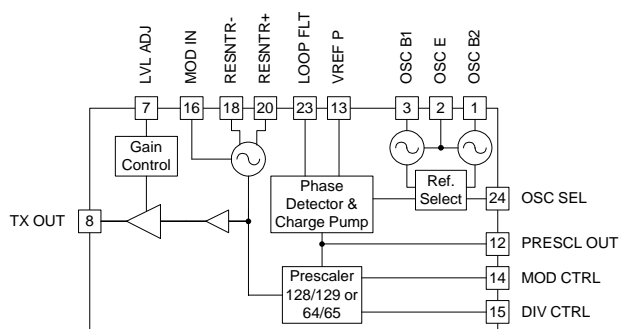 LVL ADJ
MOD IN
RESNTR-
RESNTR+
LOOP FLT
VREF P
OSC B1
OSC E
OSC B2
7
16
18
20
23
13
3
2
1
Gain
Control
Phase
Detector &
Charge Pump
Ref.
Select
24
OSC SEL
TX OUT
8
12
PRESCL OUT
Prescaler
128/129 or
64/65
14
MOD CTRL
15
DIV CTRL